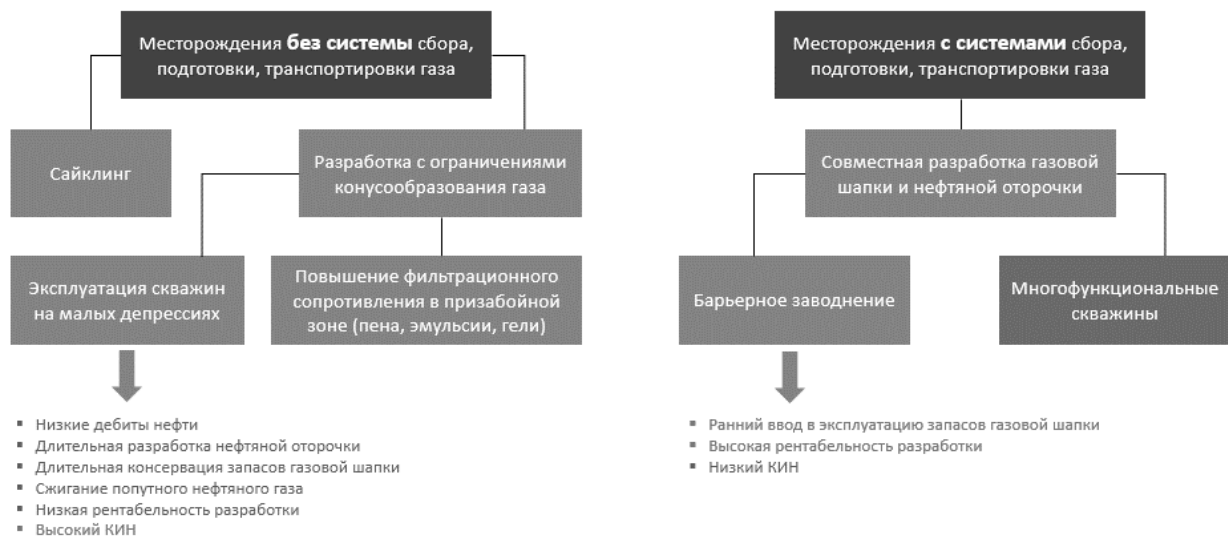 Месторождения без системы сбора,
подготовки, транспортировки газа
Сайклинг
Разработка с ограничениями
конусообразования газа
Эксплуатация скважин
на малых депрессиях
Повышение фильтрационного
сопротивления в призабойной
зоне (пена, эмульсии, гели)
▪ Низкие дебиты нефти
▪ Длительная разработка нефтяной оторочки
▪ Длительная консервация запасов газовой шапки
▪ Сжигание попутного нефтяного газа
▪ Низкая рентабельность разработки
▪ Высокий КИН
Месторождения с системами сбора,
подготовки, транспортировки газа
Совместная разработка газовой
шапки и нефтяной оторочки
Барьерное заводнение
Многофункциональные
скважины
▪ Ранний ввод в эксплуатацию запасов газовой шапки
▪ Высокая рентабельность разработки
▪ Низкий КИН